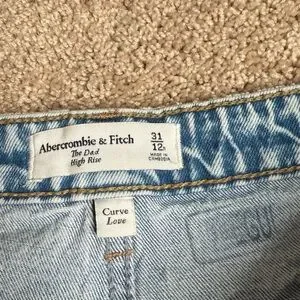 Abercrombie & Fitch
The Dad
High Rise
31
12s
MADE IN
CAMBODIA
Curve
Love